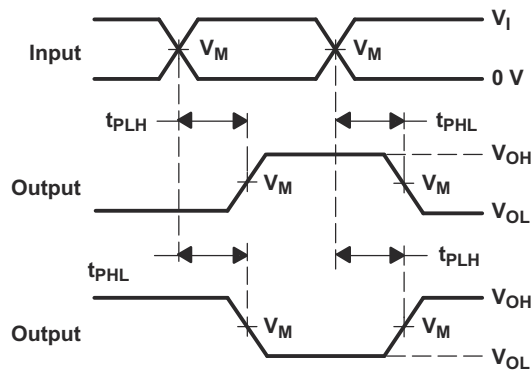 V_I
Input V_M V_M
0 V
t_PLH t_PHL
V_OH
Output V_M V_M
V_OL
t_PHL t_PLH
V_OH
Output V_M V_M
V_OL